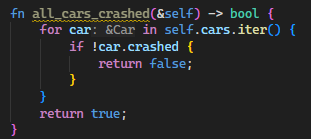 fn all_cars_crashed(&self) -> bool {
    for car: &Car in self.cars.iter() {
        if !car.crashed {
            return false;
        }
    }
    return true;
}